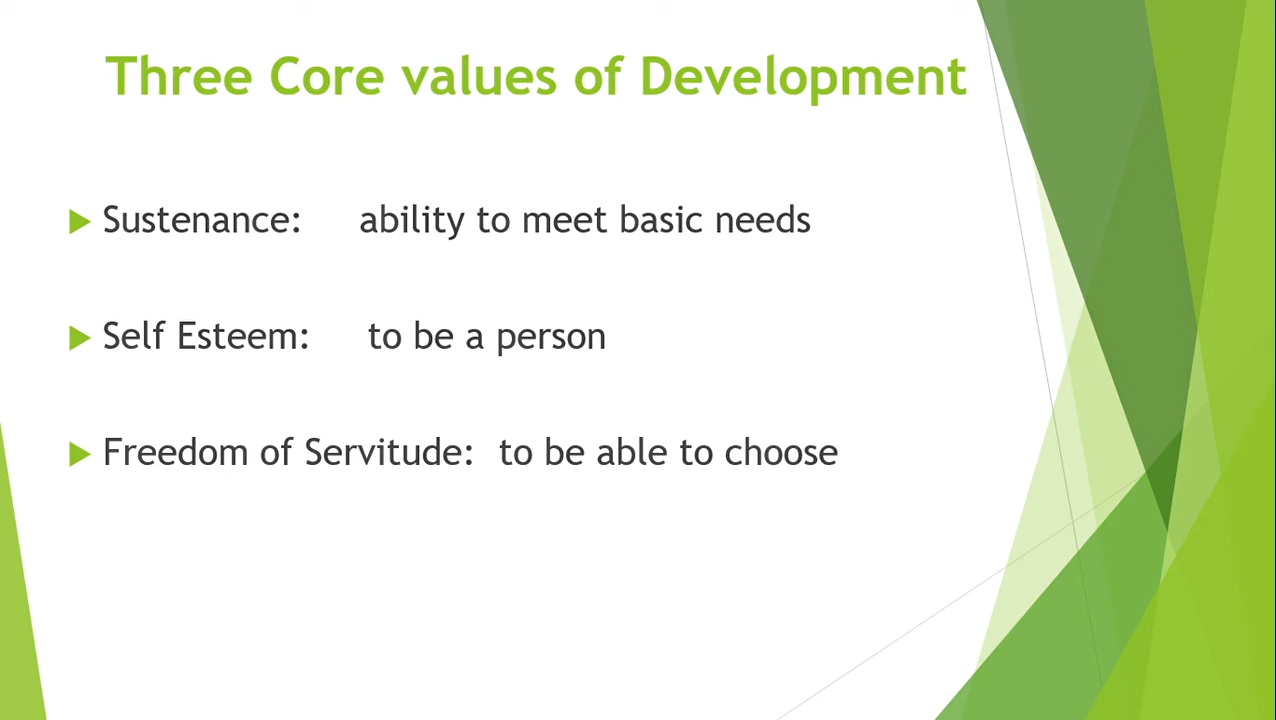 Three Core values of Development
Sustenance: ability to meet basic needs
Self Esteem: to be a person
Freedom of Servitude: to be able to choose